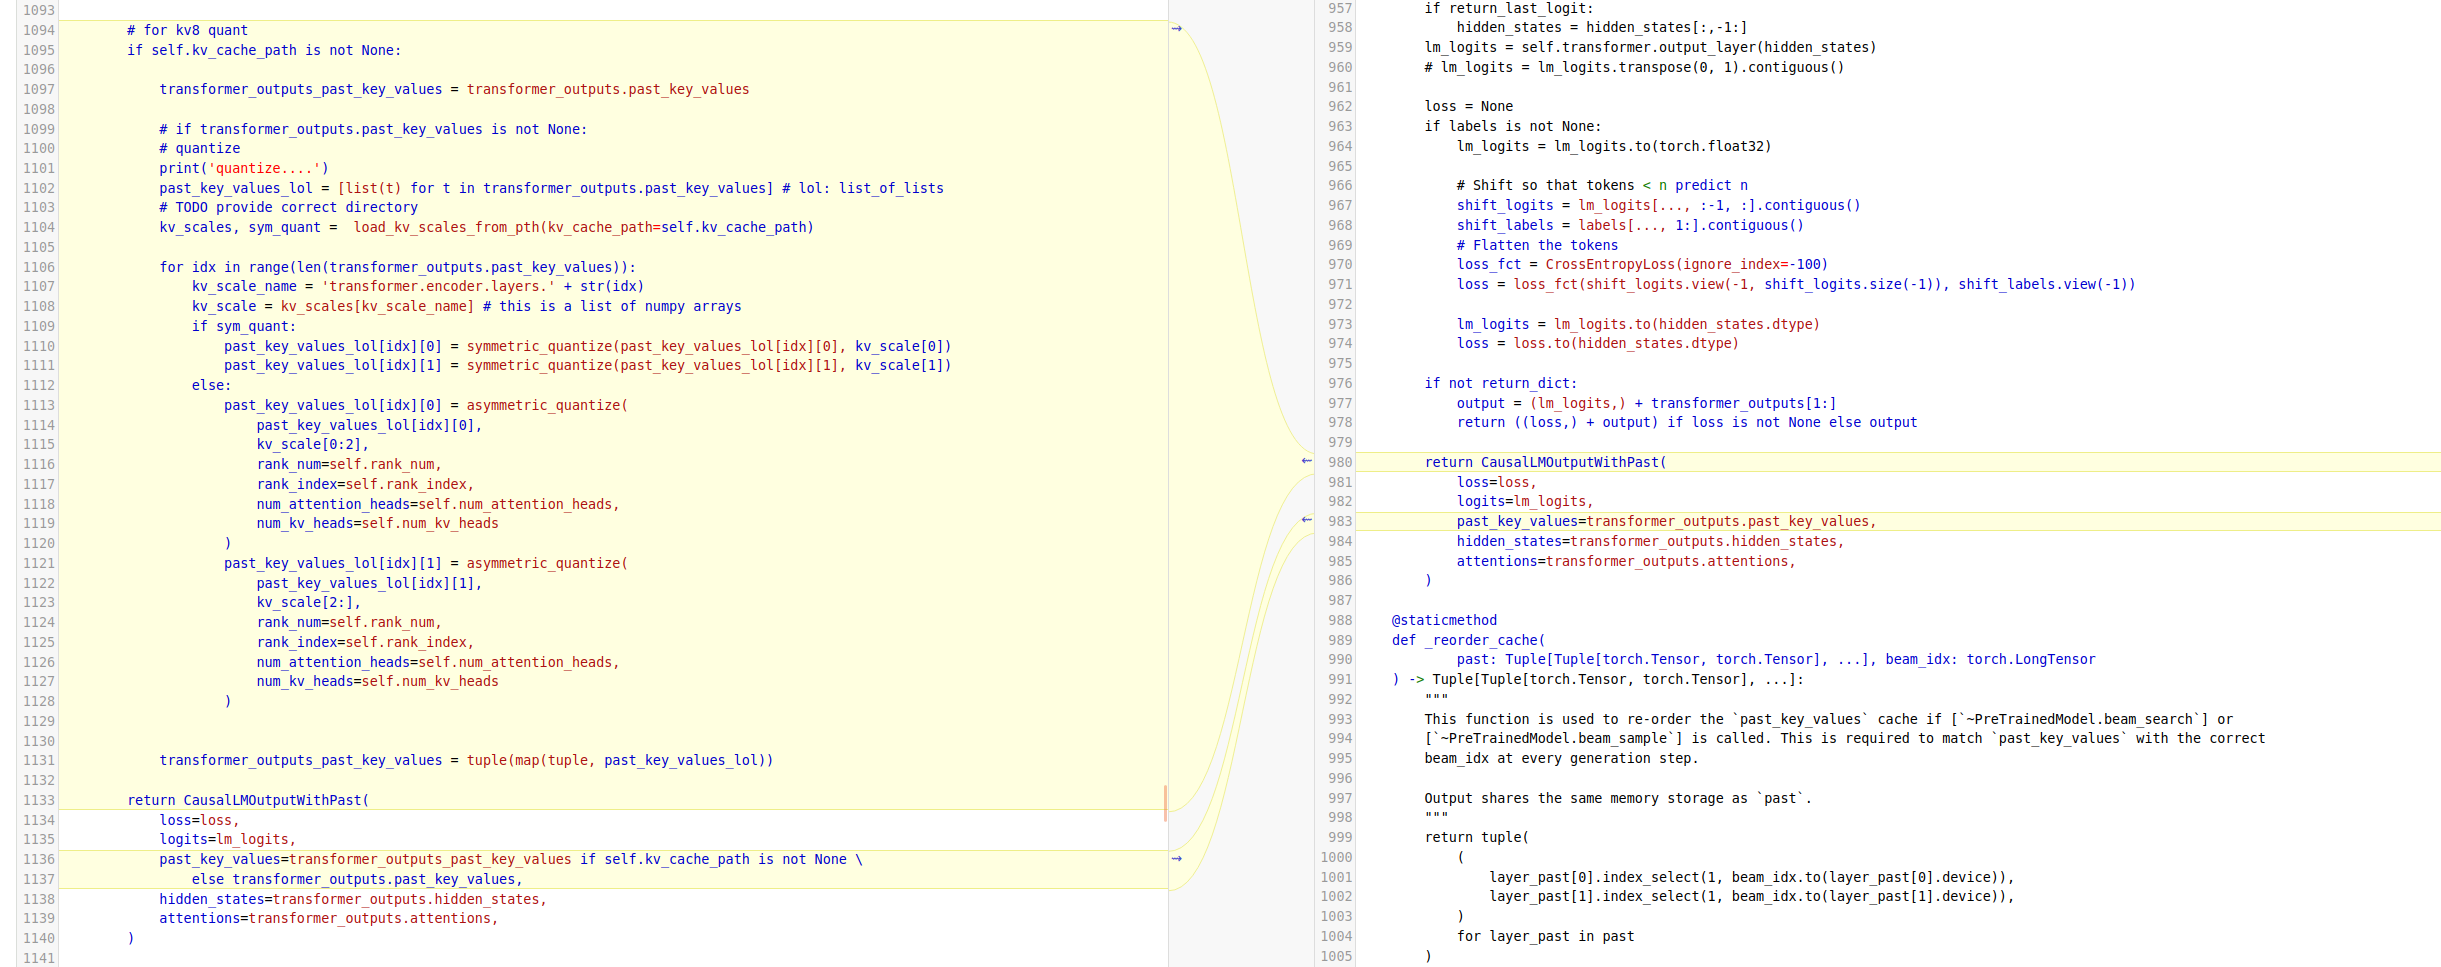 1093
1094         # for kv8 quant
1095         if self.kv_cache_path is not None:
1096
1097             transformer_outputs_past_key_values = transformer_outputs.past_key_values
1098
1099             # if transformer_outputs.past_key_values is not None:
1100             # quantize
1101             print('quantize....')
1102             past_key_values_lol = [list(t) for t in transformer_outputs.past_key_values] # lol: list_of_lists
1103             # TODO provide correct directory
1104             kv_scales, sym_quant =  load_kv_scales_from_pth(kv_cache_path=self.kv_cache_path)
1105
1106             for idx in range(len(transformer_outputs.past_key_values)):
1107                 kv_scale_name = 'transformer.encoder.layers.' + str(idx)
1108                 kv_scale = kv_scales[kv_scale_name] # this is a list of numpy arrays
1109                 if sym_quant:
1110                     past_key_values_lol[idx][0] = symmetric_quantize(past_key_values_lol[idx][0], kv_scale[0])
1111                     past_key_values_lol[idx][1] = symmetric_quantize(past_key_values_lol[idx][1], kv_scale[1])
1112                 else:
1113                     past_key_values_lol[idx][0] = asymmetric_quantize(
1114                         past_key_values_lol[idx][0],
1115                         kv_scale[0:2],
1116                         rank_num=self.rank_num,
1117                         rank_index=self.rank_index,
1118                         num_attention_heads=self.num_attention_heads,
1119                         num_kv_heads=self.num_kv_heads
1120                     )
1121                     past_key_values_lol[idx][1] = asymmetric_quantize(
1122                         past_key_values_lol[idx][1],
1123                         kv_scale[2:],
1124                         rank_num=self.rank_num,
1125                         rank_index=self.rank_index,
1126                         num_attention_heads=self.num_attention_heads,
1127                         num_kv_heads=self.num_kv_heads
1128                     )
1129
1130
1131             transformer_outputs_past_key_values = tuple(map(tuple, past_key_values_lol))
1132
1133         return CausalLMOutputWithPast(
1134             loss=loss,
1135             logits=lm_logits,
1136             past_key_values=transformer_outputs_past_key_values if self.kv_cache_path is not None \
1137                 else transformer_outputs.past_key_values,
1138             hidden_states=transformer_outputs.hidden_states,
1139             attentions=transformer_outputs.attentions,
1140         )
1141
957         if return_last_logit:
958             hidden_states = hidden_states[:,-1:]
959         lm_logits = self.transformer.output_layer(hidden_states)
960         # lm_logits = lm_logits.transpose(0, 1).contiguous()
961
962         loss = None
963         if labels is not None:
964             lm_logits = lm_logits.to(torch.float32)
965
966             # Shift so that tokens < n predict n
967             shift_logits = lm_logits[..., :-1, :].contiguous()
968             shift_labels = labels[..., 1:].contiguous()
969             # Flatten the tokens
970             loss_fct = CrossEntropyLoss(ignore_index=-100)
971             loss = loss_fct(shift_logits.view(-1, shift_logits.size(-1)), shift_labels.view(-1))
972
973             lm_logits = lm_logits.to(hidden_states.dtype)
974             loss = loss.to(hidden_states.dtype)
975
976         if not return_dict:
977             output = (lm_logits,) + transformer_outputs[1:]
978             return ((loss,) + output) if loss is not None else output
979
980         return CausalLMOutputWithPast(
981             loss=loss,
982             logits=lm_logits,
983             past_key_values=transformer_outputs.past_key_values,
984             hidden_states=transformer_outputs.hidden_states,
985             attentions=transformer_outputs.attentions,
986         )
987
988     @staticmethod
989     def _reorder_cache(
990             past: Tuple[Tuple[torch.Tensor, torch.Tensor], ...], beam_idx: torch.LongTensor
991     ) -> Tuple[Tuple[torch.Tensor, torch.Tensor], ...]:
992         """
993         This function is used to re-order the `past_key_values` cache if [`~PreTrainedModel.beam_search`] or
994         [`~PreTrainedModel.beam_sample`] is called. This is required to match `past_key_values` with the correct
995         beam_idx at every generation step.
996
997         Output shares the same memory storage as `past`.
998         """
999         return tuple(
1000             (
1001                 layer_past[0].index_select(1, beam_idx.to(layer_past[0].device)),
1002                 layer_past[1].index_select(1, beam_idx.to(layer_past[1].device)),
1003             )
1004             for layer_past in past
1005         )